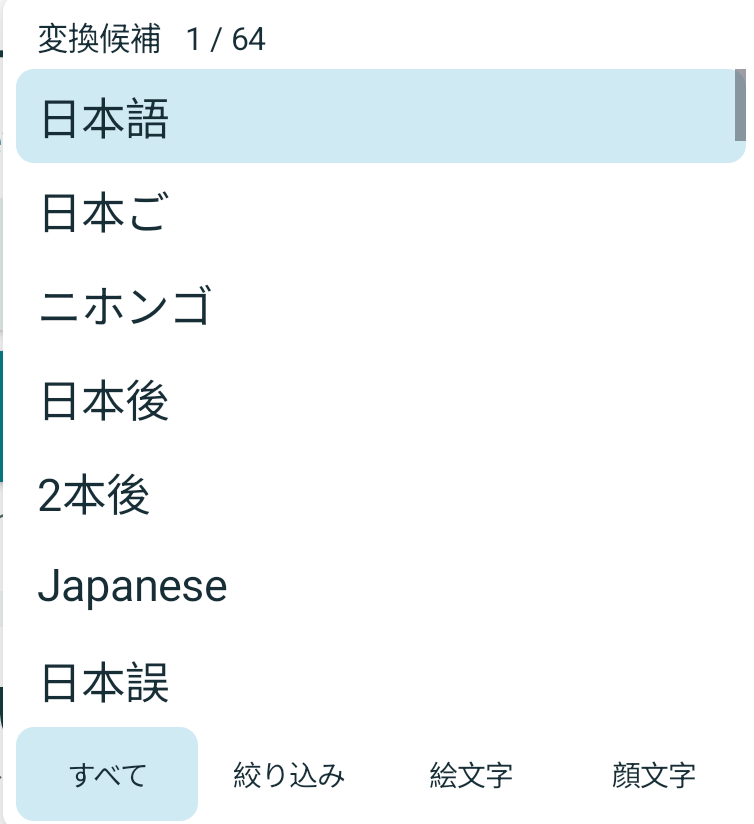 変換候補 1 / 64
日本語
日本ご
ニホンゴ
日本後
2本後
Japanese
日本誤
すべて 絞り込み 絵文字 顔文字